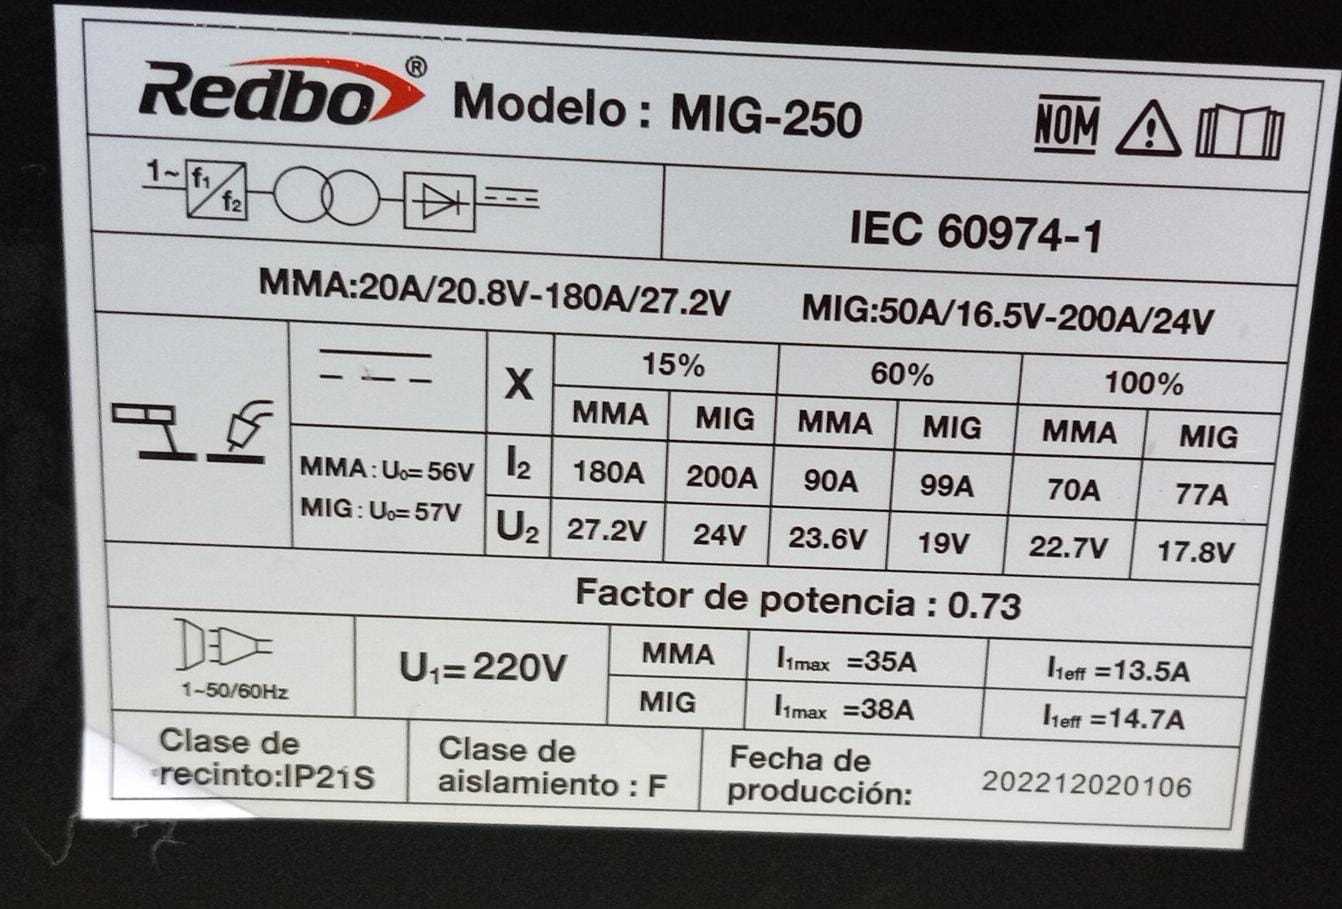 Redbo® Modelo : MIG-250 NOM
1~ f1 f2
IEC 60974-1
MMA:20A/20.8V-180A/27.2V MIG:50A/16.5V-200A/24V
X 15% 60% 100%
MMA MIG MMA MIG MMA MIG
MMA : U₀= 56V I₂ 180A 200A 90A 99A 70A 77A
MIG : U₀= 57V U₂ 27.2V 24V 23.6V 19V 22.7V 17.8V
Factor de potencia : 0.73
1~50/60Hz
U₁= 220V
MMA I1max =35A I1eff =13.5A
MIG I1max =38A I1eff =14.7A
Clase de
recinto:IP21S
Clase de
aislamiento : F
Fecha de
producción:
202212020106